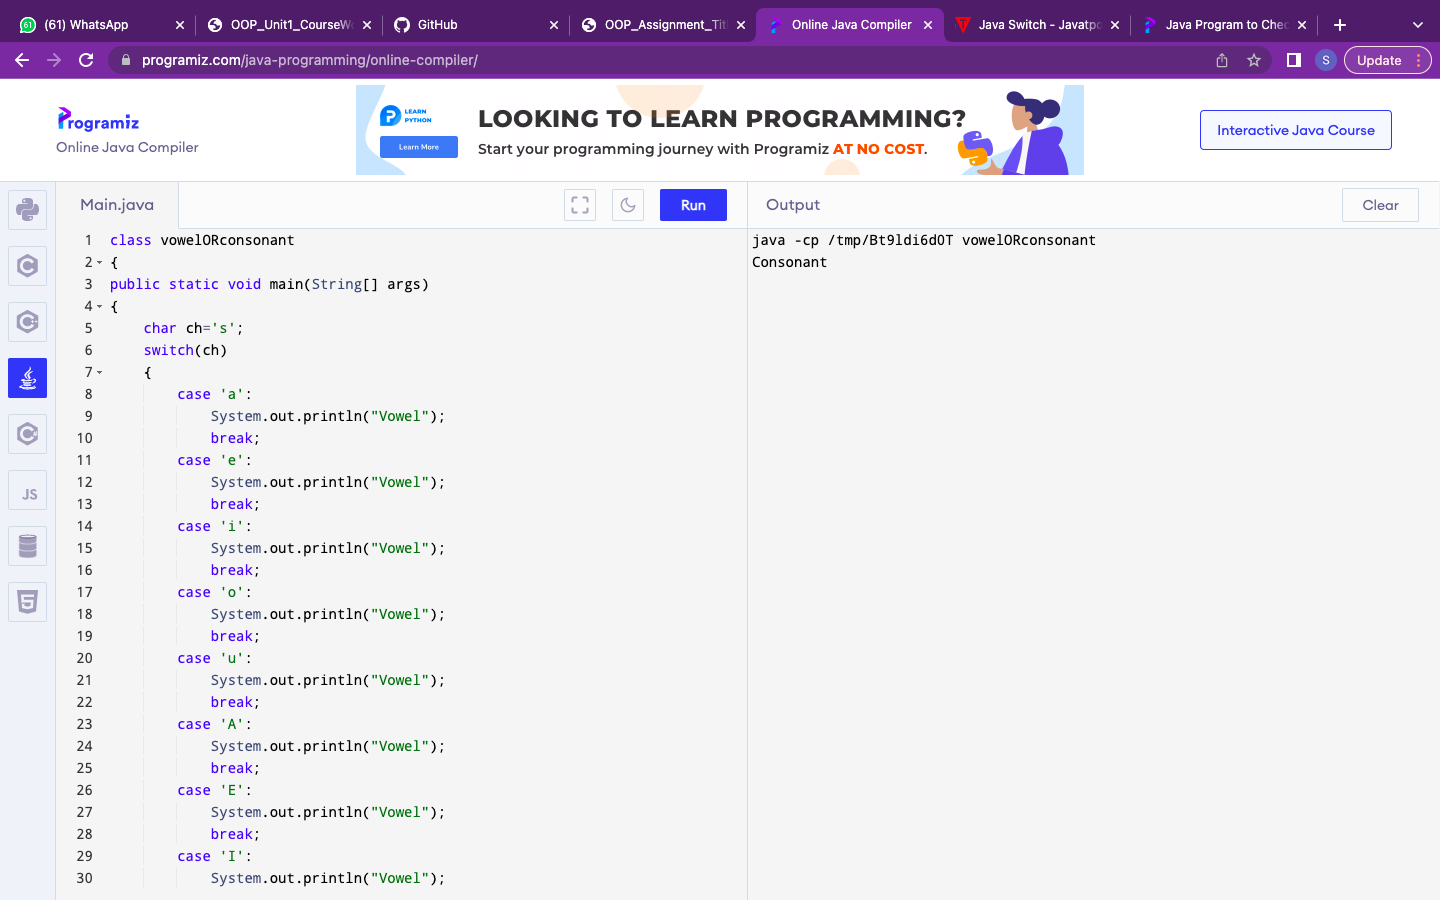 61 (61) WhatsApp
OOP_Unit1_CourseWo
GitHub
OOP_Assignment_Tit
Online Java Compiler
Java Switch - Javatpo
Java Program to Chec
programiz.com/java-programming/online-compiler/
S
Update
Programiz
Online Java Compiler
LEARN
PYTHON
Learn More
LOOKING TO LEARN PROGRAMMING?
Start your programming journey with Programiz AT NO COST.
Interactive Java Course
Main.java
Run
Output
Clear
1 class vowelORconsonant
2 {
3 public static void main(String[] args)
4 {
5 char ch='s';
6 switch(ch)
7 {
8 case 'a':
9 System.out.println("Vowel");
10 break;
11 case 'e':
12 System.out.println("Vowel");
13 break;
14 case 'i':
15 System.out.println("Vowel");
16 break;
17 case 'o':
18 System.out.println("Vowel");
19 break;
20 case 'u':
21 System.out.println("Vowel");
22 break;
23 case 'A':
24 System.out.println("Vowel");
25 break;
26 case 'E':
27 System.out.println("Vowel");
28 break;
29 case 'I':
30 System.out.println("Vowel");
java -cp /tmp/Bt9ldi6d0T vowelORconsonant
Consonant
JS